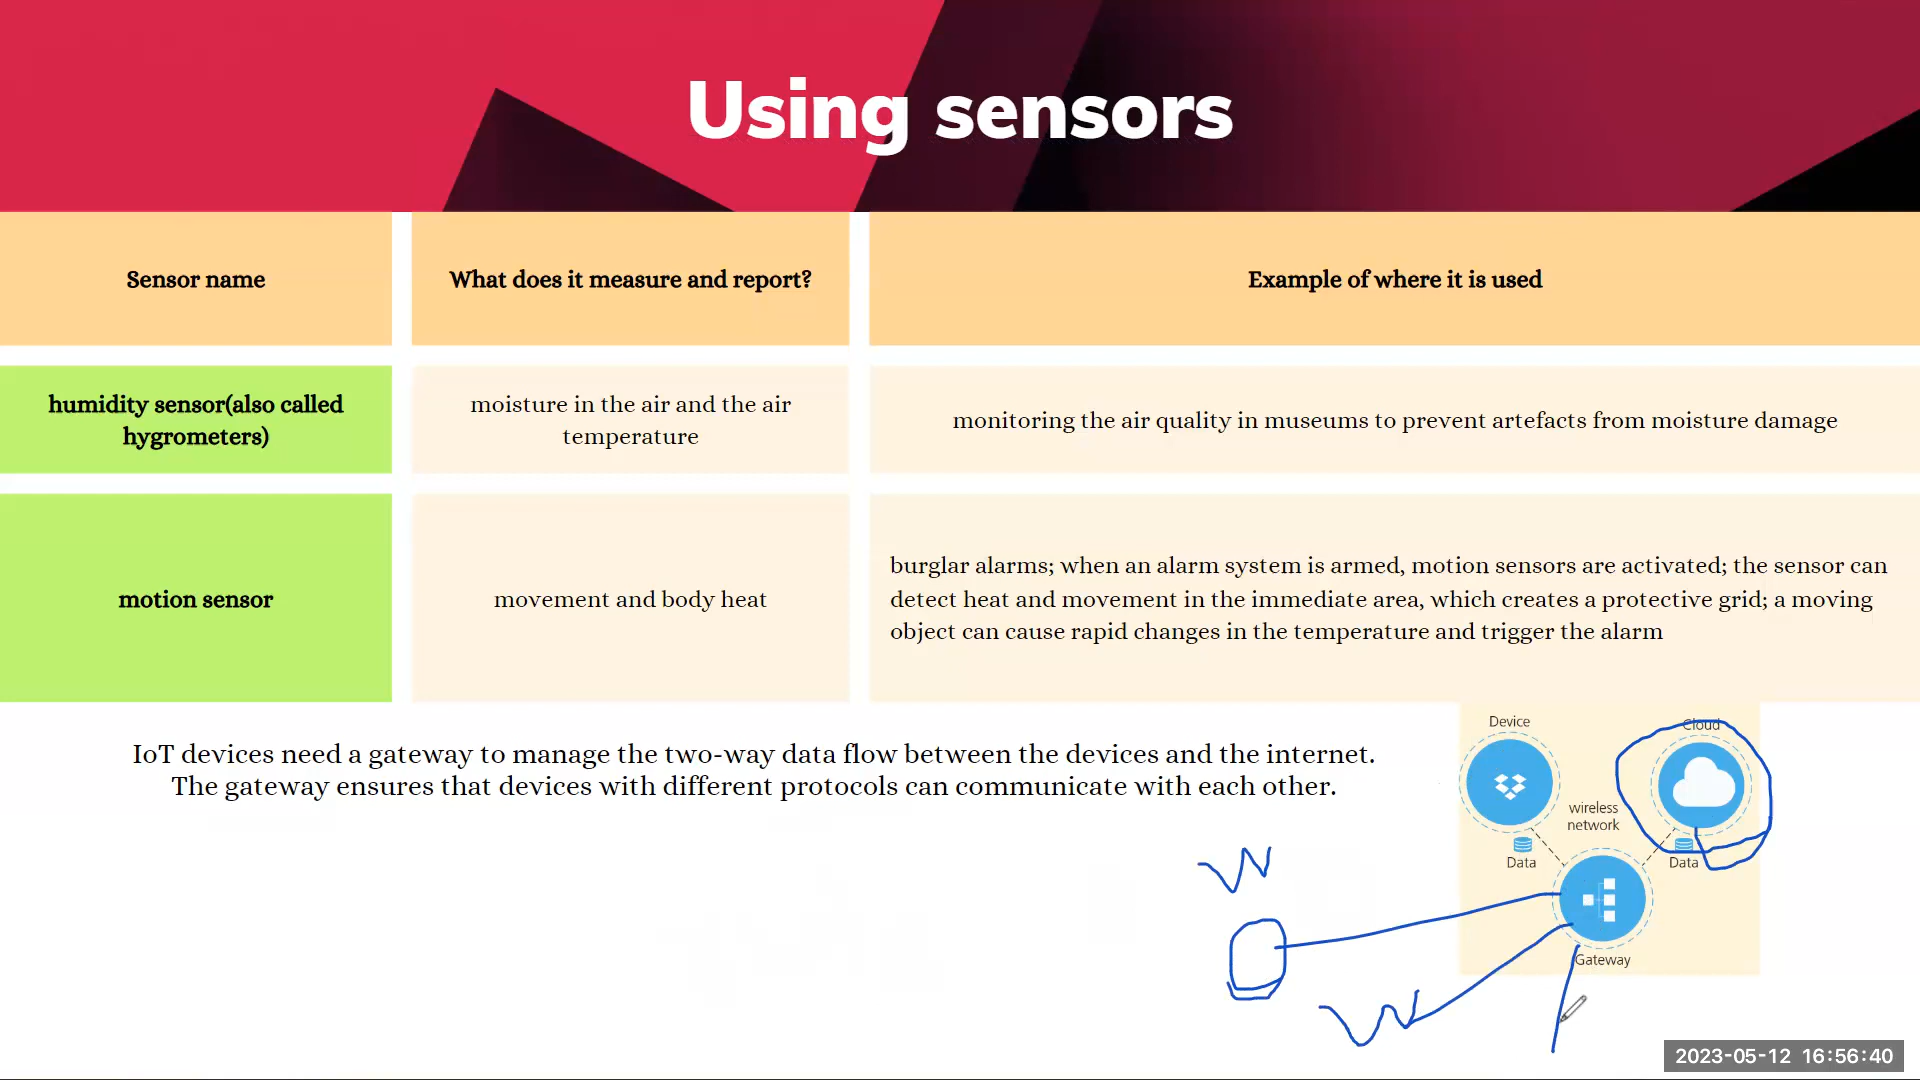 Using sensors
Sensor name
What does it measure and report?
Example of where it is used
humidity sensor(also called
hygrometers)
moisture in the air and the air
temperature
monitoring the air quality in museums to prevent artefacts from moisture damage
motion sensor
movement and body heat
burglar alarms; when an alarm system is armed, motion sensors are activated; the sensor can
detect heat and movement in the immediate area, which creates a protective grid; a moving
object can cause rapid changes in the temperature and trigger the alarm
IoT devices need a gateway to manage the two-way data flow between the devices and the internet.
The gateway ensures that devices with different protocols can communicate with each other.
Device
Cloud
wireless
network
Data
Data
Gateway
2023-05-12 16:56:40